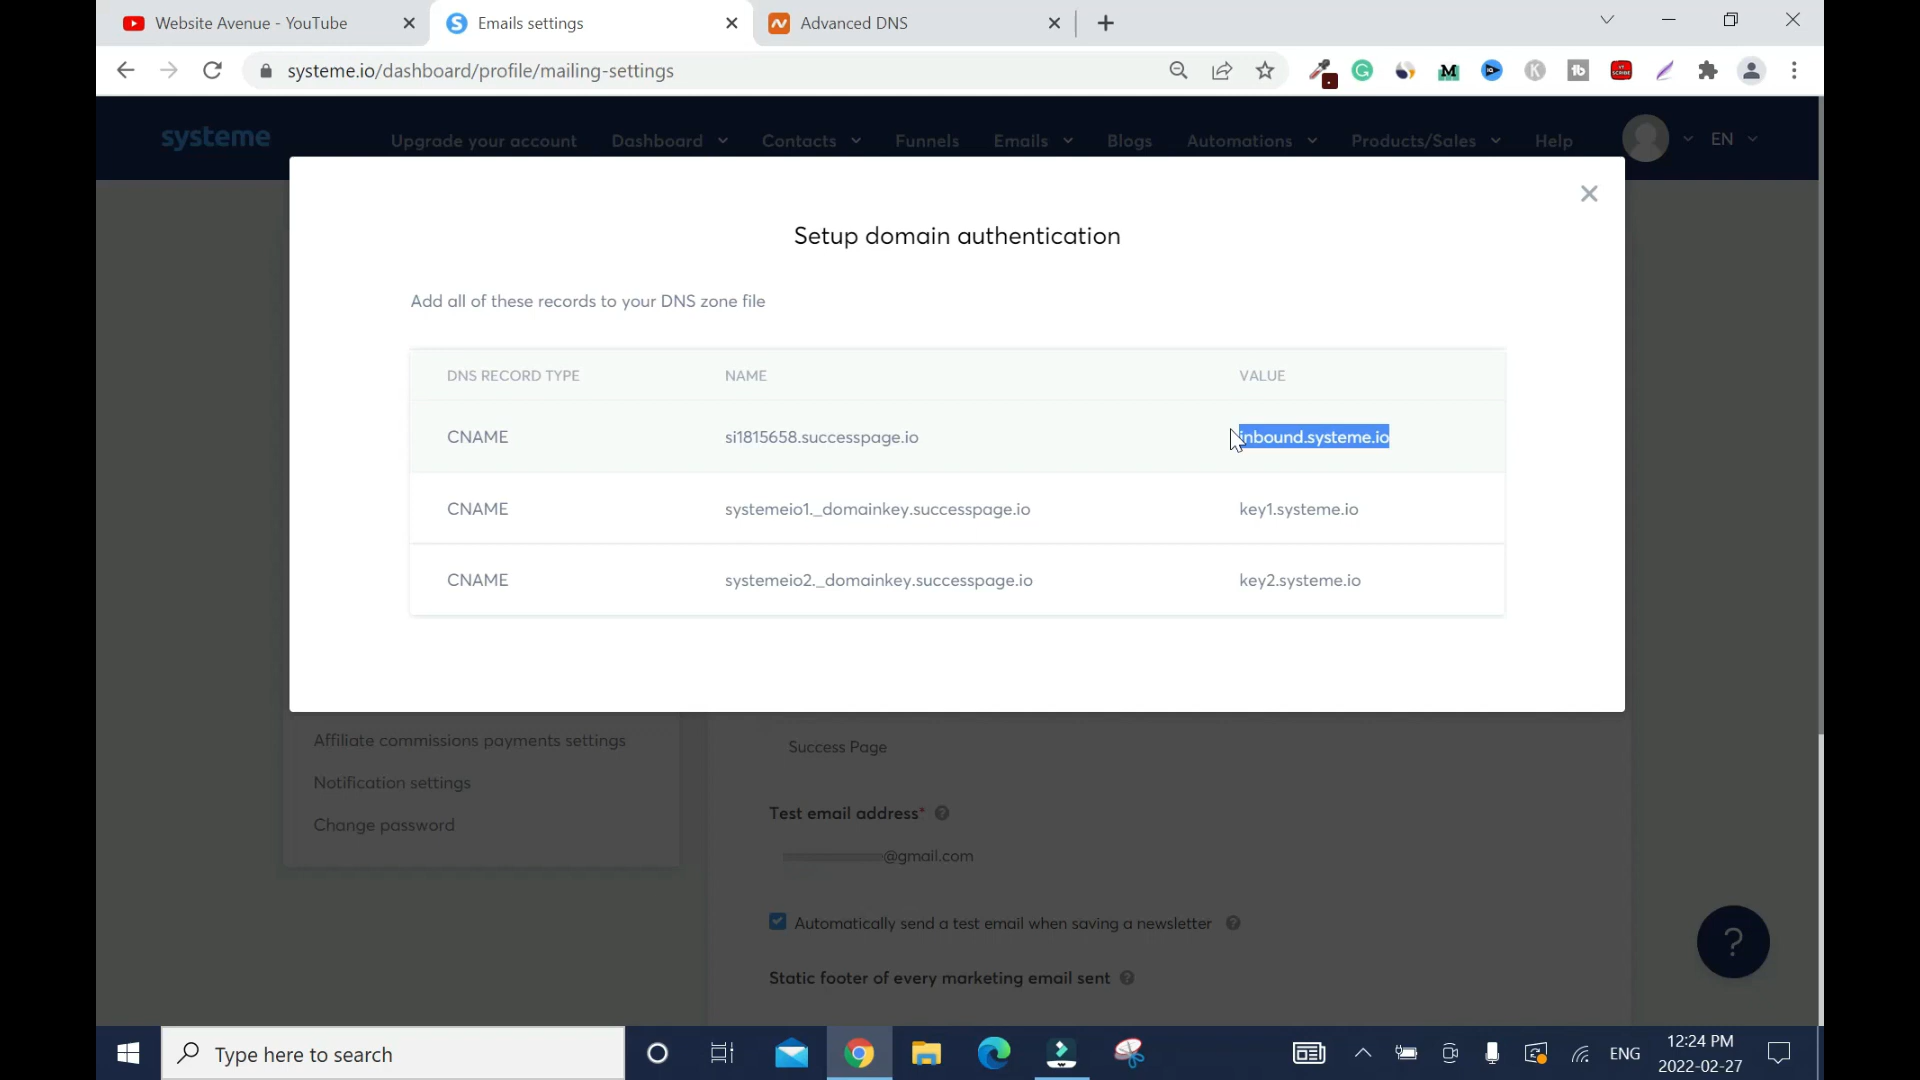 Website Avenue - YouTube
Emails settings
Advanced DNS
systeme.io/dashboard/profile/mailing-settings
systeme
Upgrade your account
Dashboard
Contacts
Funnels
Emails
Blogs
Automations
Products/Sales
Help
EN
Setup domain authentication
Add all of these records to your DNS zone file
DNS RECORD TYPE NAME VALUE
CNAME si1815658.successpage.io inbound.systeme.io
CNAME systemeio1._domainkey.successpage.io key1.systeme.io
CNAME systemeio2._domainkey.successpage.io key2.systeme.io
Affiliate commissions payments settings
Notification settings
Change password
Success Page
Test email address*
@gmail.com
Automatically send a test email when saving a newsletter
Static footer of every marketing email sent
?
Type here to search
ENG
12:24 PM
2022-02-27